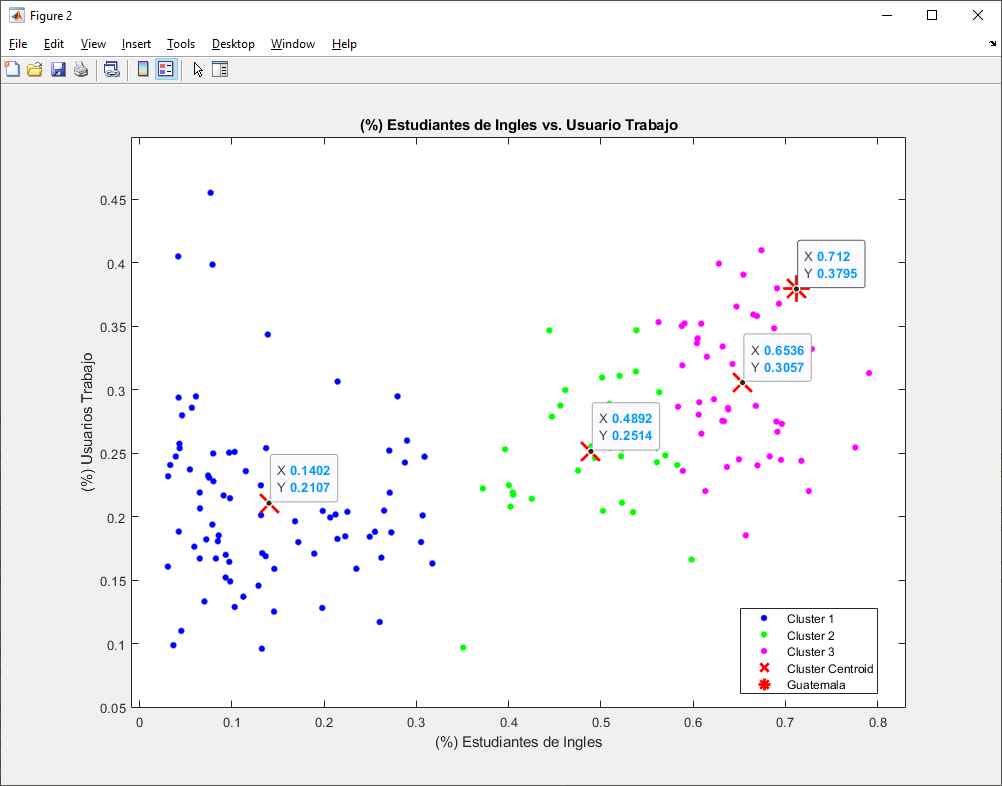 Figure 2
File Edit View Insert Tools Desktop Window Help
(%) Estudiantes de Ingles vs. Usuario Trabajo
0.45
0.4
0.35
0.3
0.25
0.2
0.15
0.1
0.05
(%) Usuarios Trabajo
X 0.712
Y 0.3795
X 0.6536
Y 0.3057
X 0.4892
Y 0.2514
X 0.1402
Y 0.2107
Cluster 1
Cluster 2
Cluster 3
Cluster Centroid
Guatemala
0 0.1 0.2 0.3 0.4 0.5 0.6 0.7 0.8
(%) Estudiantes de Ingles